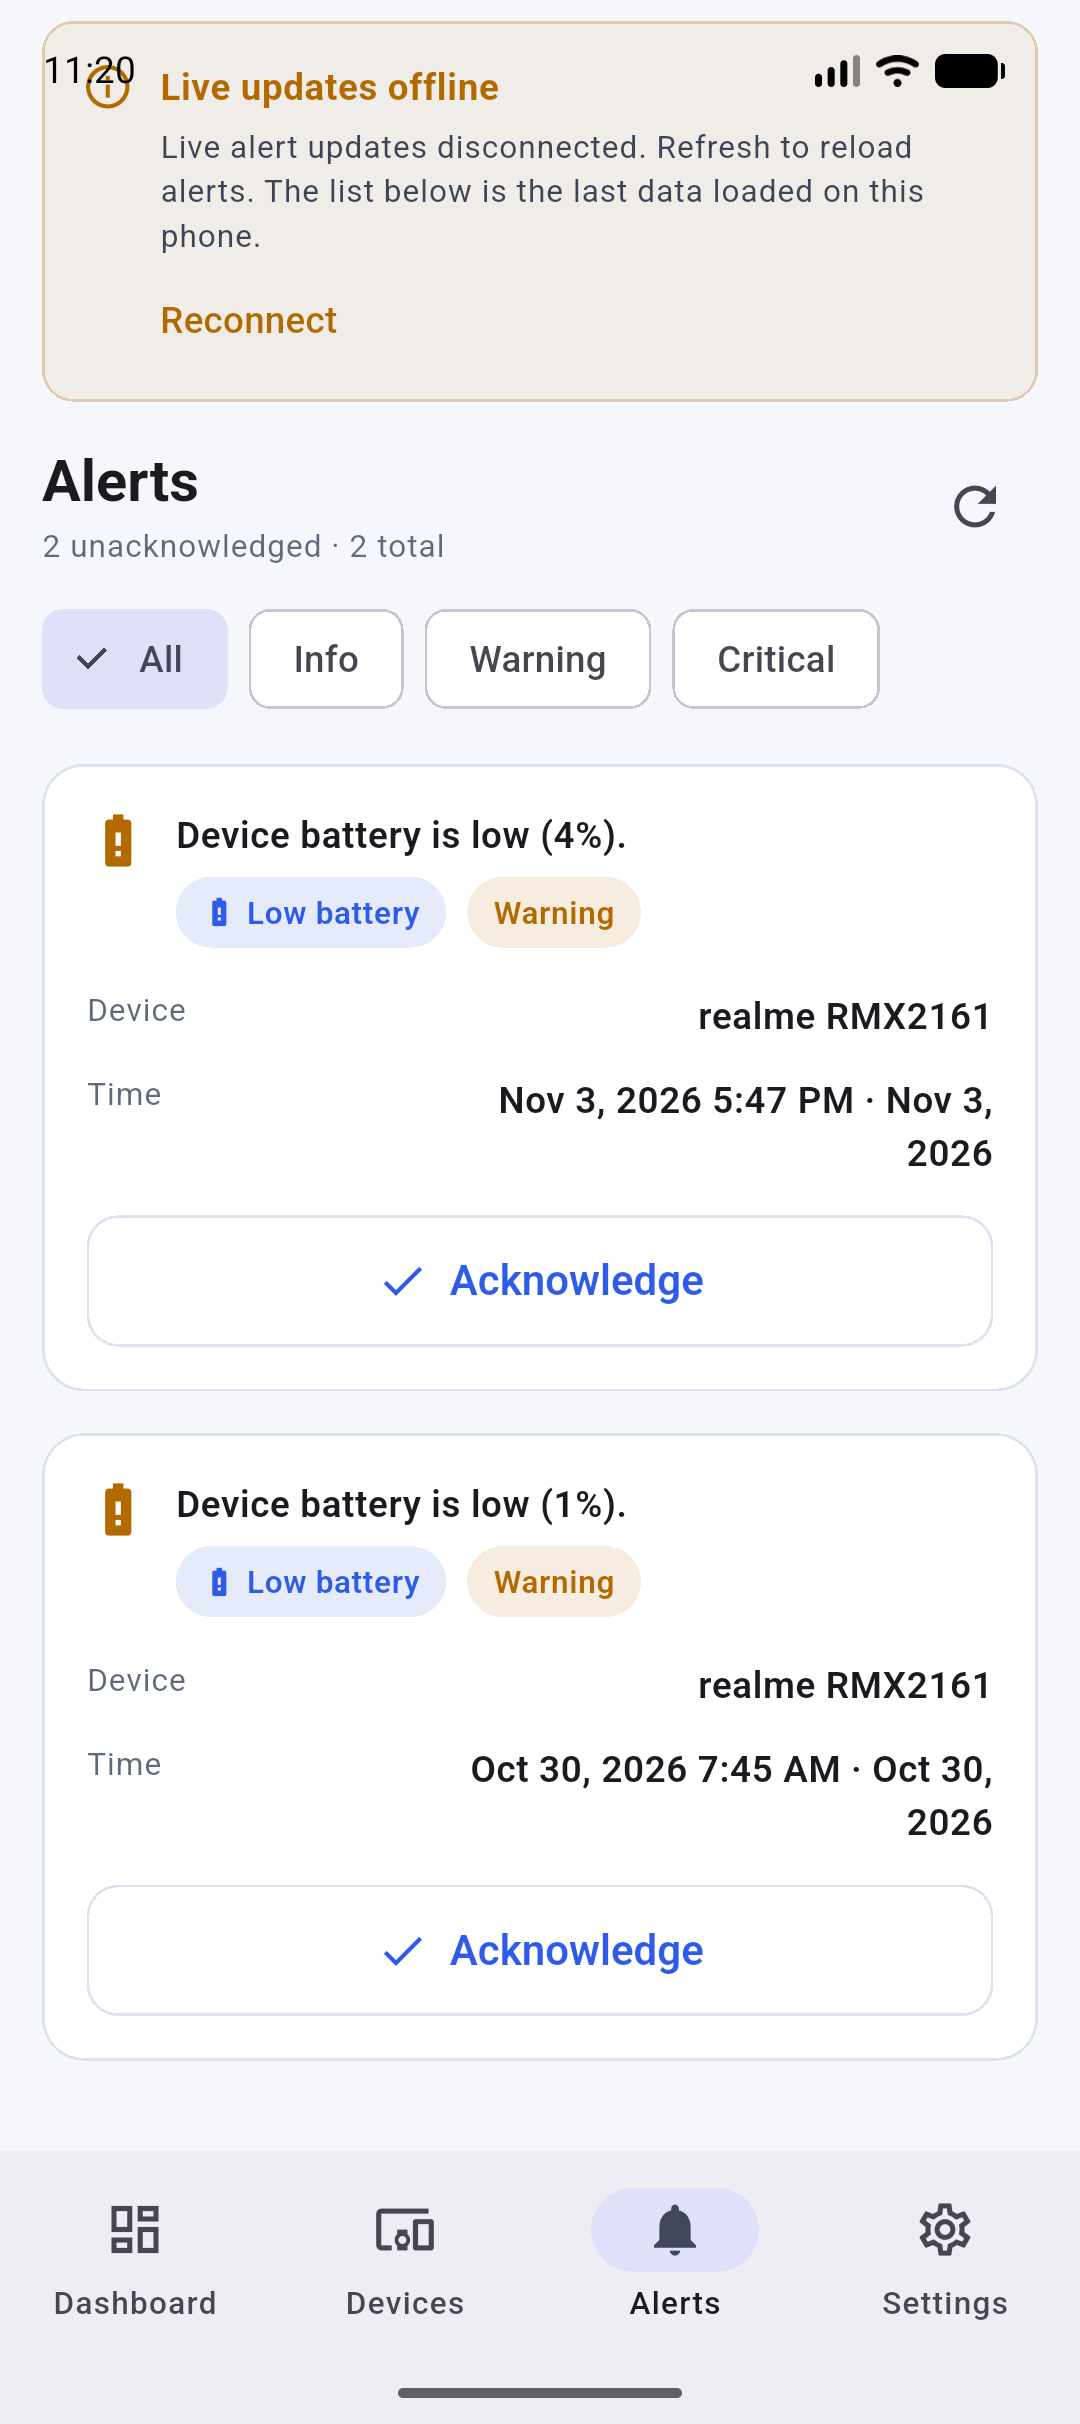 11:20
Live updates offline
Live alert updates disconnected. Refresh to reload
alerts. The list below is the last data loaded on this
phone.
Reconnect
Alerts
2 unacknowledged · 2 total
All
Info
Warning
Critical
Device battery is low (4%).
Low battery
Warning
Device
realme RMX2161
Time
Nov 3, 2026 5:47 PM · Nov 3,
2026
Acknowledge
Device battery is low (1%).
Low battery
Warning
Device
realme RMX2161
Time
Oct 30, 2026 7:45 AM · Oct 30,
2026
Acknowledge
Dashboard
Devices
Alerts
Settings